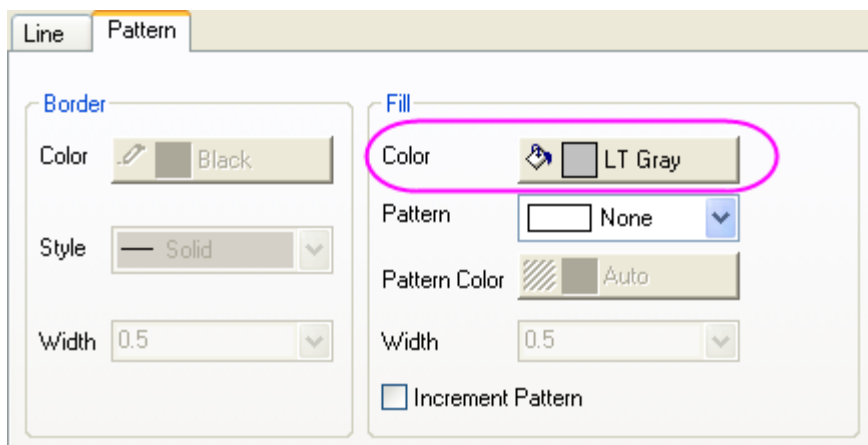 Line Pattern
Border
Color Black
Style Solid
Width 0.5
Fill
Color LT Gray
Pattern None
Pattern Color Auto
Width 0.5
Increment Pattern